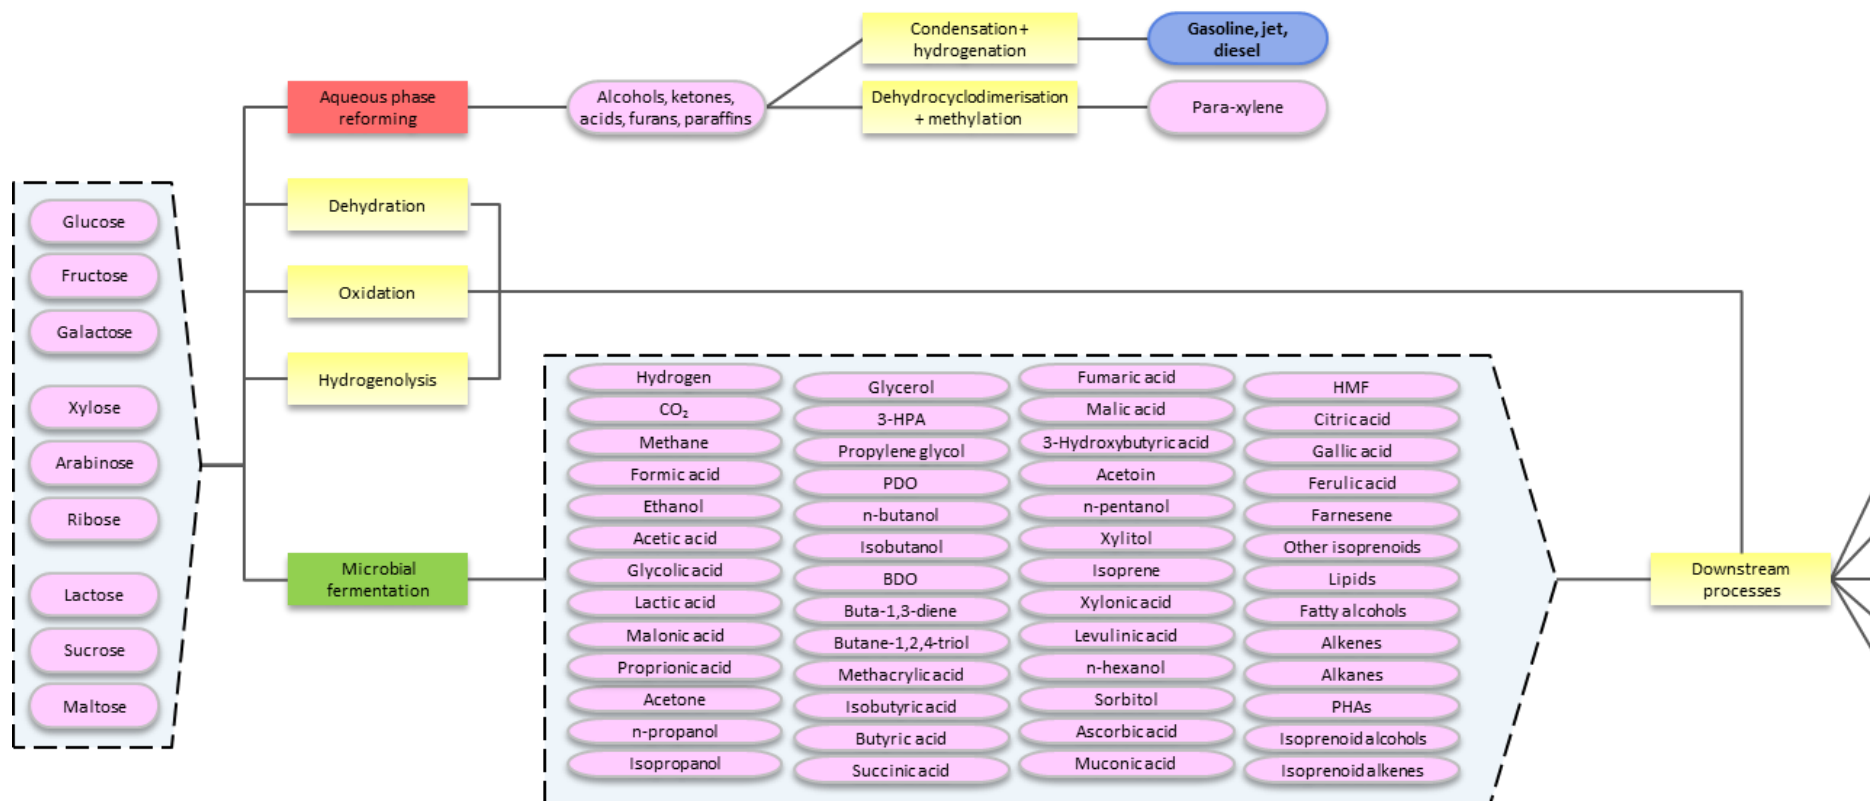 Glucose
Fructose
Galactose
Xylose
Arabinose
Ribose
Lactose
Sucrose
Maltose
Aqueous phase
reforming
Dehydration
Oxidation
Hydrogenolysis
Microbial
fermentation
Alcohols, ketones,
acids, furans, paraffins
Condensation +
hydrogenation
Dehydrocyclodimerisation
+ methylation
Gasoline, jet,
diesel
Para-xylene
Hydrogen
CO₂
Methane
Formic acid
Ethanol
Acetic acid
Glycolic acid
Lactic acid
Malonic acid
Proprionic acid
Acetone
n-propanol
Isopropanol
Glycerol
3-HPA
Propylene glycol
PDO
n-butanol
Isobutanol
BDO
Buta-1,3-diene
Butane-1,2,4-triol
Methacrylic acid
Isobutyric acid
Butyric acid
Succinic acid
Fumaric acid
Malic acid
3-Hydroxybutyric acid
Acetoin
n-pentanol
Xylitol
Isoprene
Xylonic acid
Levulinic acid
n-hexanol
Sorbitol
Ascorbic acid
Muconic acid
HMF
Citric acid
Gallic acid
Ferulic acid
Farnesene
Other isoprenoids
Lipids
Fatty alcohols
Alkenes
Alkanes
PHAs
Isoprenoid alcohols
Isoprenoid alkenes
Downstream
processes